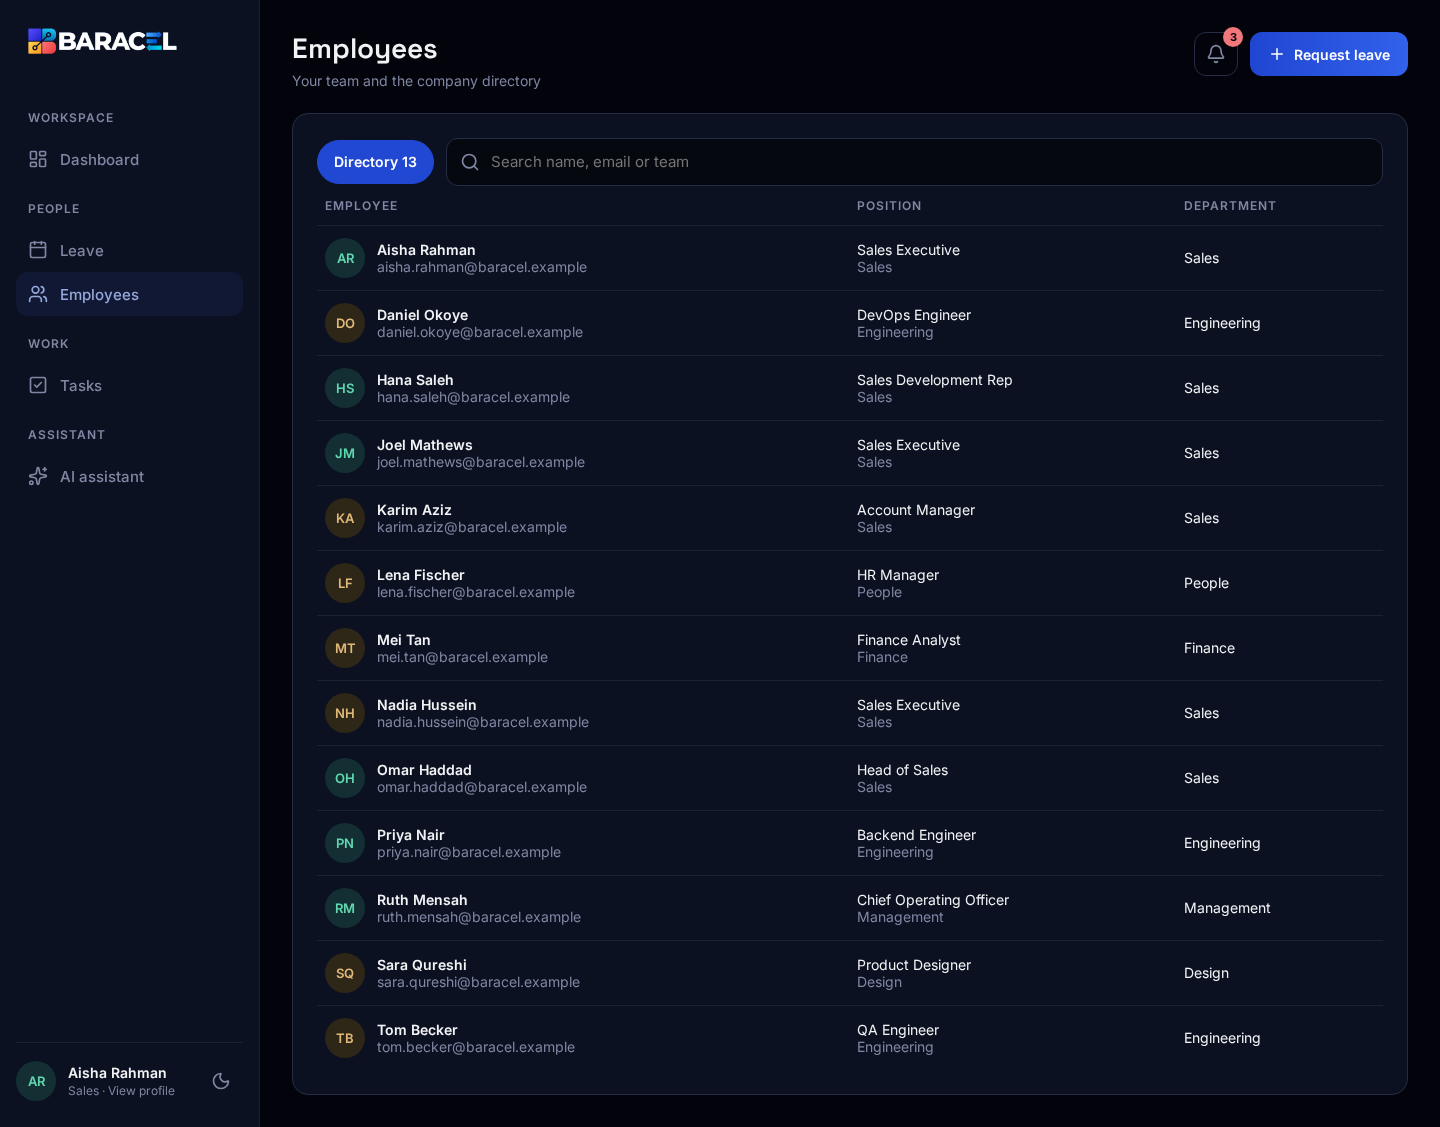 BARACEL
WORKSPACE
Dashboard
PEOPLE
Leave
Employees
WORK
Tasks
ASSISTANT
AI assistant
AR
Aisha Rahman
Sales · View profile
Employees
Your team and the company directory
3
Request leave
Directory 13
Search name, email or team
EMPLOYEE POSITION DEPARTMENT
AR Aisha Rahman Sales Executive Sales
aisha.rahman@baracel.example Sales
DO Daniel Okoye DevOps Engineer Engineering
daniel.okoye@baracel.example Engineering
HS Hana Saleh Sales Development Rep Sales
hana.saleh@baracel.example Sales
JM Joel Mathews Sales Executive Sales
joel.mathews@baracel.example Sales
KA Karim Aziz Account Manager Sales
karim.aziz@baracel.example Sales
LF Lena Fischer HR Manager People
lena.fischer@baracel.example People
MT Mei Tan Finance Analyst Finance
mei.tan@baracel.example Finance
NH Nadia Hussein Sales Executive Sales
nadia.hussein@baracel.example Sales
OH Omar Haddad Head of Sales Sales
omar.haddad@baracel.example Sales
PN Priya Nair Backend Engineer Engineering
priya.nair@baracel.example Engineering
RM Ruth Mensah Chief Operating Officer Management
ruth.mensah@baracel.example Management
SQ Sara Qureshi Product Designer Design
sara.qureshi@baracel.example Design
TB Tom Becker QA Engineer Engineering
tom.becker@baracel.example Engineering